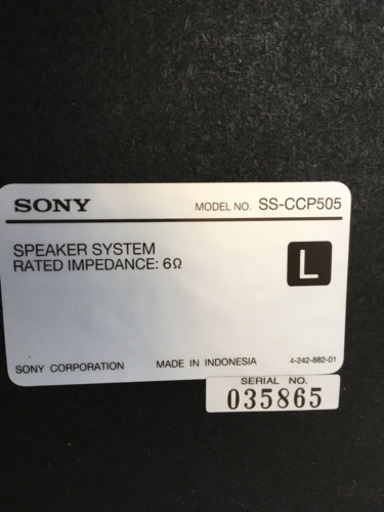 SONY MODEL NO. SS-CCP505
SPEAKER SYSTEM
RATED IMPEDANCE: 6Ω
L
SONY CORPORATION MADE IN INDONESIA 4-242-882-01
SERIAL NO.
035865